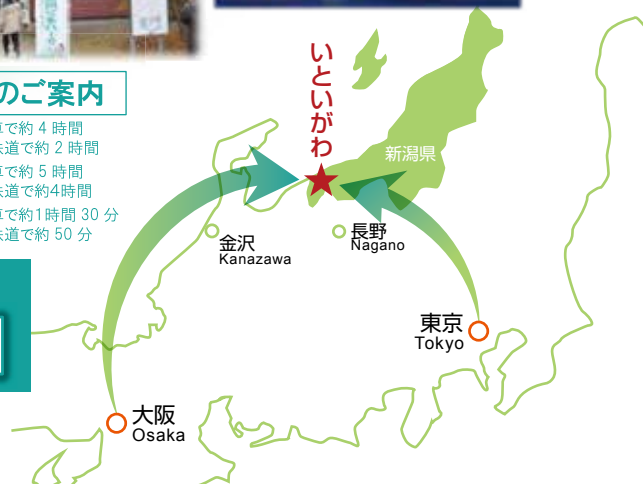 のご案内
で約 4 時間
道で約 2 時間
で約 5 時間
道で約4時間
で約1時間 30 分
道で約 50 分
いといがわ
新潟県
金沢
Kanazawa
長野
Nagano
東京
Tokyo
大阪
Osaka